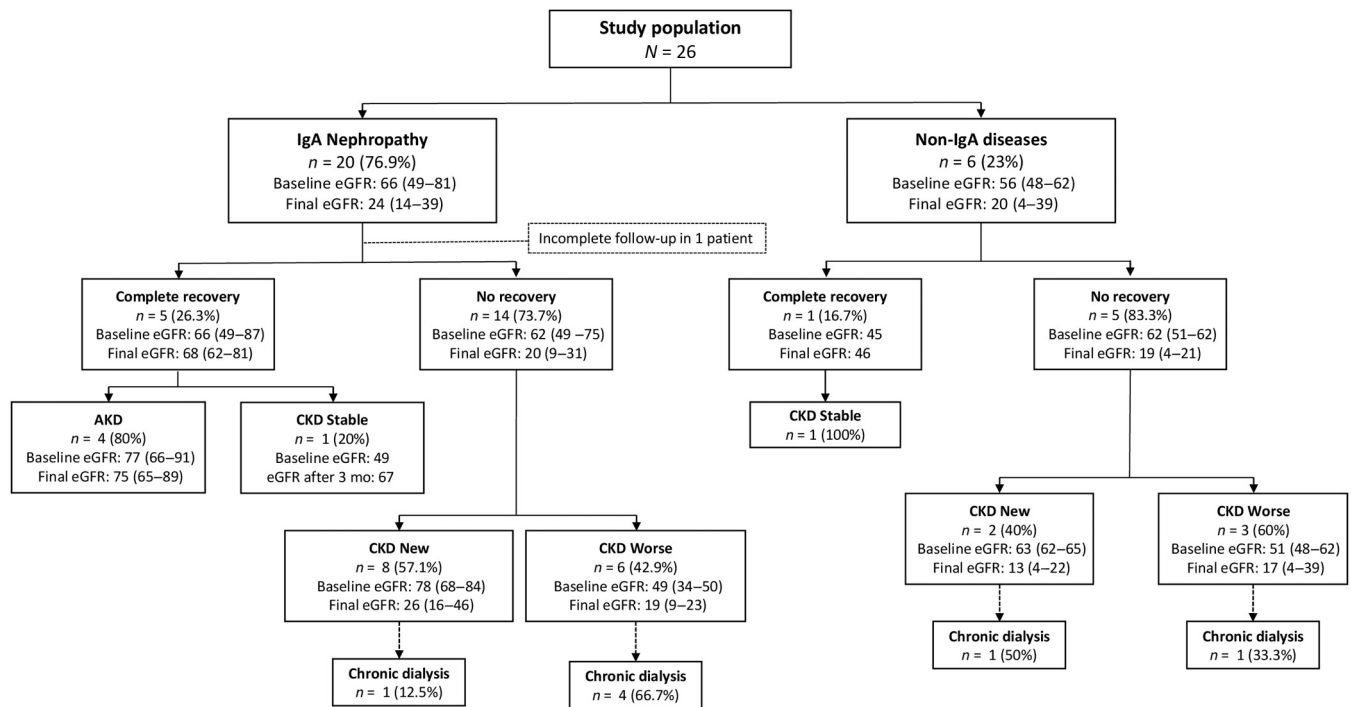 Study population
N = 26
IgA Nephropathy
n = 20 (76.9%)
Baseline eGFR: 66 (49–81)
Final eGFR: 24 (14–39)
Non-IgA diseases
n = 6 (23%)
Baseline eGFR: 56 (48–62)
Final eGFR: 20 (4–39)
Incomplete follow-up in 1 patient
Complete recovery
n = 5 (26.3%)
Baseline eGFR: 66 (49–87)
Final eGFR: 68 (62–81)
No recovery
n = 14 (73.7%)
Baseline eGFR: 62 (49 –75)
Final eGFR: 20 (9–31)
Complete recovery
n = 1 (16.7%)
Baseline eGFR: 45
Final eGFR: 46
No recovery
n = 5 (83.3%)
Baseline eGFR: 62 (51–62)
Final eGFR: 19 (4–21)
AKD
n = 4 (80%)
Baseline eGFR: 77 (66–91)
Final eGFR: 75 (65–89)
CKD Stable
n = 1 (20%)
Baseline eGFR: 49
eGFR after 3 mo: 67
CKD Stable
n = 1 (100%)
CKD New
n = 8 (57.1%)
Baseline eGFR: 78 (68–84)
Final eGFR: 26 (16–46)
CKD Worse
n = 6 (42.9%)
Baseline eGFR: 49 (34–50)
Final eGFR: 19 (9–23)
CKD New
n = 2 (40%)
Baseline eGFR: 63 (62–65)
Final eGFR: 13 (4–22)
CKD Worse
n = 3 (60%)
Baseline eGFR: 51 (48–62)
Final eGFR: 17 (4–39)
Chronic dialysis
n = 1 (12.5%)
Chronic dialysis
n = 4 (66.7%)
Chronic dialysis
n = 1 (50%)
Chronic dialysis
n = 1 (33.3%)